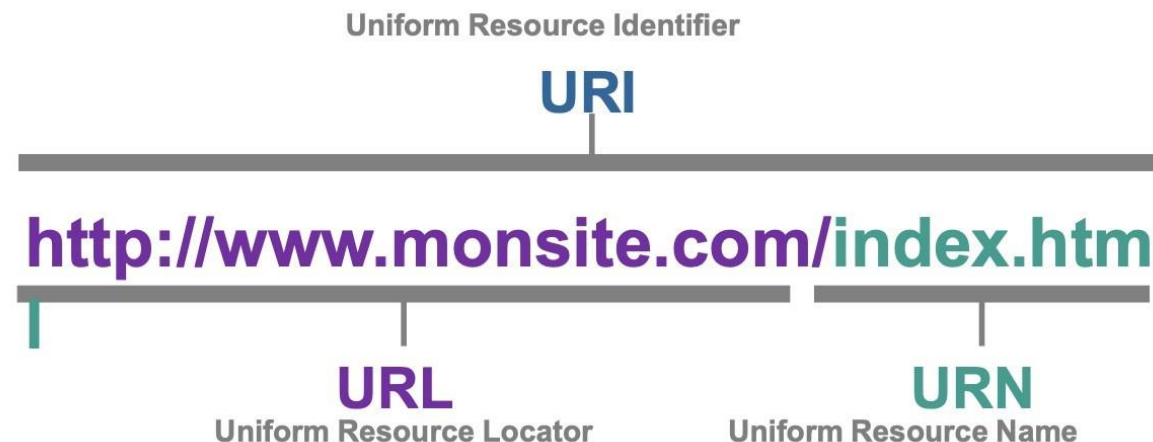 Uniform Resource Identifier
URI
http://www.monsite.com/index.htm
l
URL
URN
Uniform Resource Locator
Uniform Resource Name